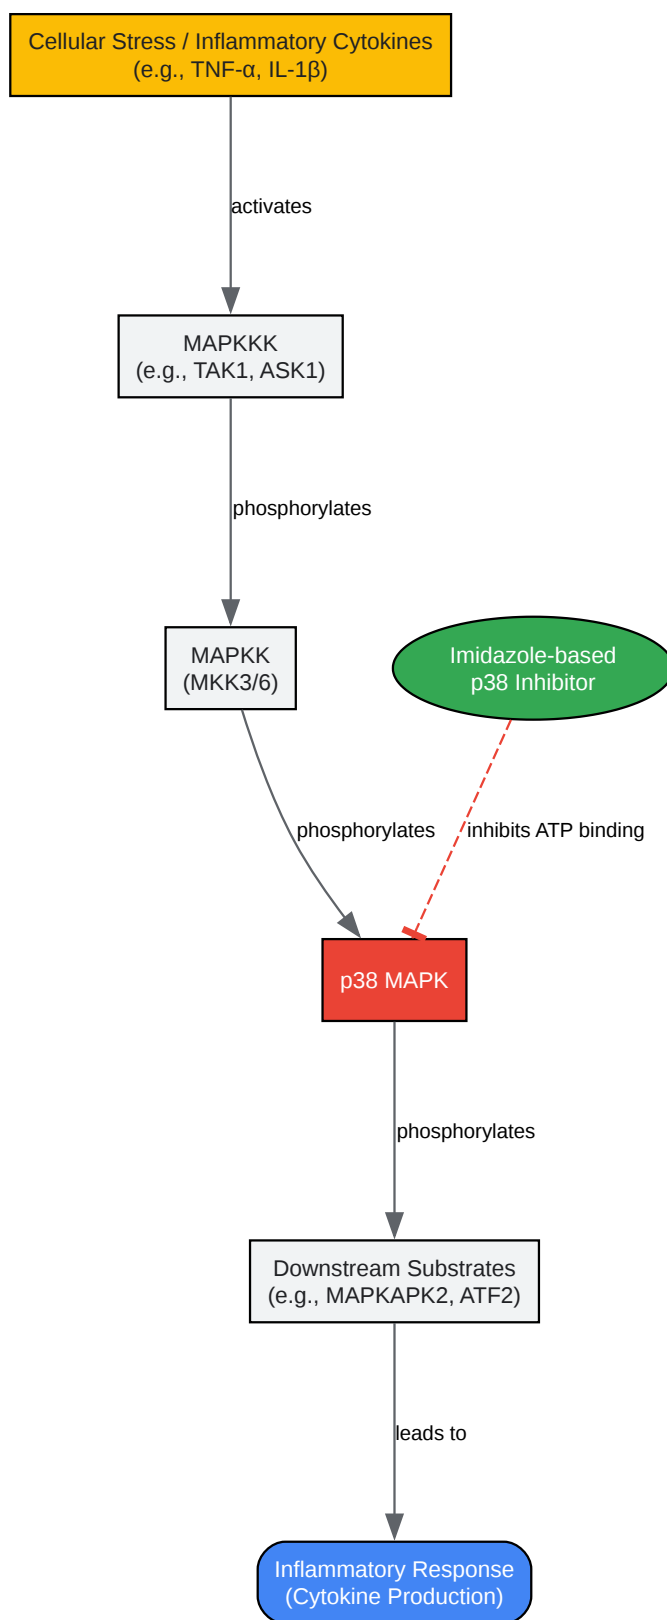 Cellular Stress / Inflammatory Cytokines
(e.g., TNF-α, IL-1β)
activates
MAPKKK
(e.g., TAK1, ASK1)
phosphorylates
MAPKK
(MKK3/6)
Imidazole-based
p38 Inhibitor
phosphorylates
inhibits ATP binding
p38 MAPK
phosphorylates
Downstream Substrates
(e.g., MAPKAPK2, ATF2)
leads to
Inflammatory Response
(Cytokine Production)